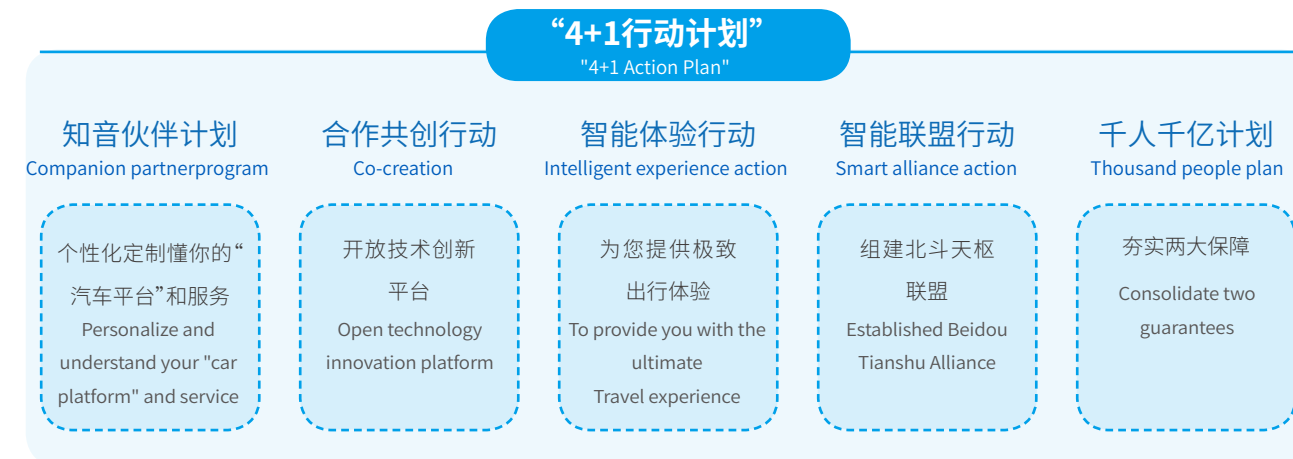 “4+1行动计划”
"4+1 Action Plan"
知音伙伴计划
Companion partnerprogram
个性化定制懂你的“
汽车平台”和服务
Personalize and
understand your "car
platform" and service
合作共创行动
Co-creation
开放技术创新
平台
Open technology
innovation platform
智能体验行动
Intelligent experience action
为您提供极致
出行体验
To provide you with the
ultimate
Travel experience
智能联盟行动
Smart alliance action
组建北斗天枢
联盟
Established Beidou
Tianshu Alliance
千人千亿计划
Thousand people plan
夯实两大保障
Consolidate two
guarantees